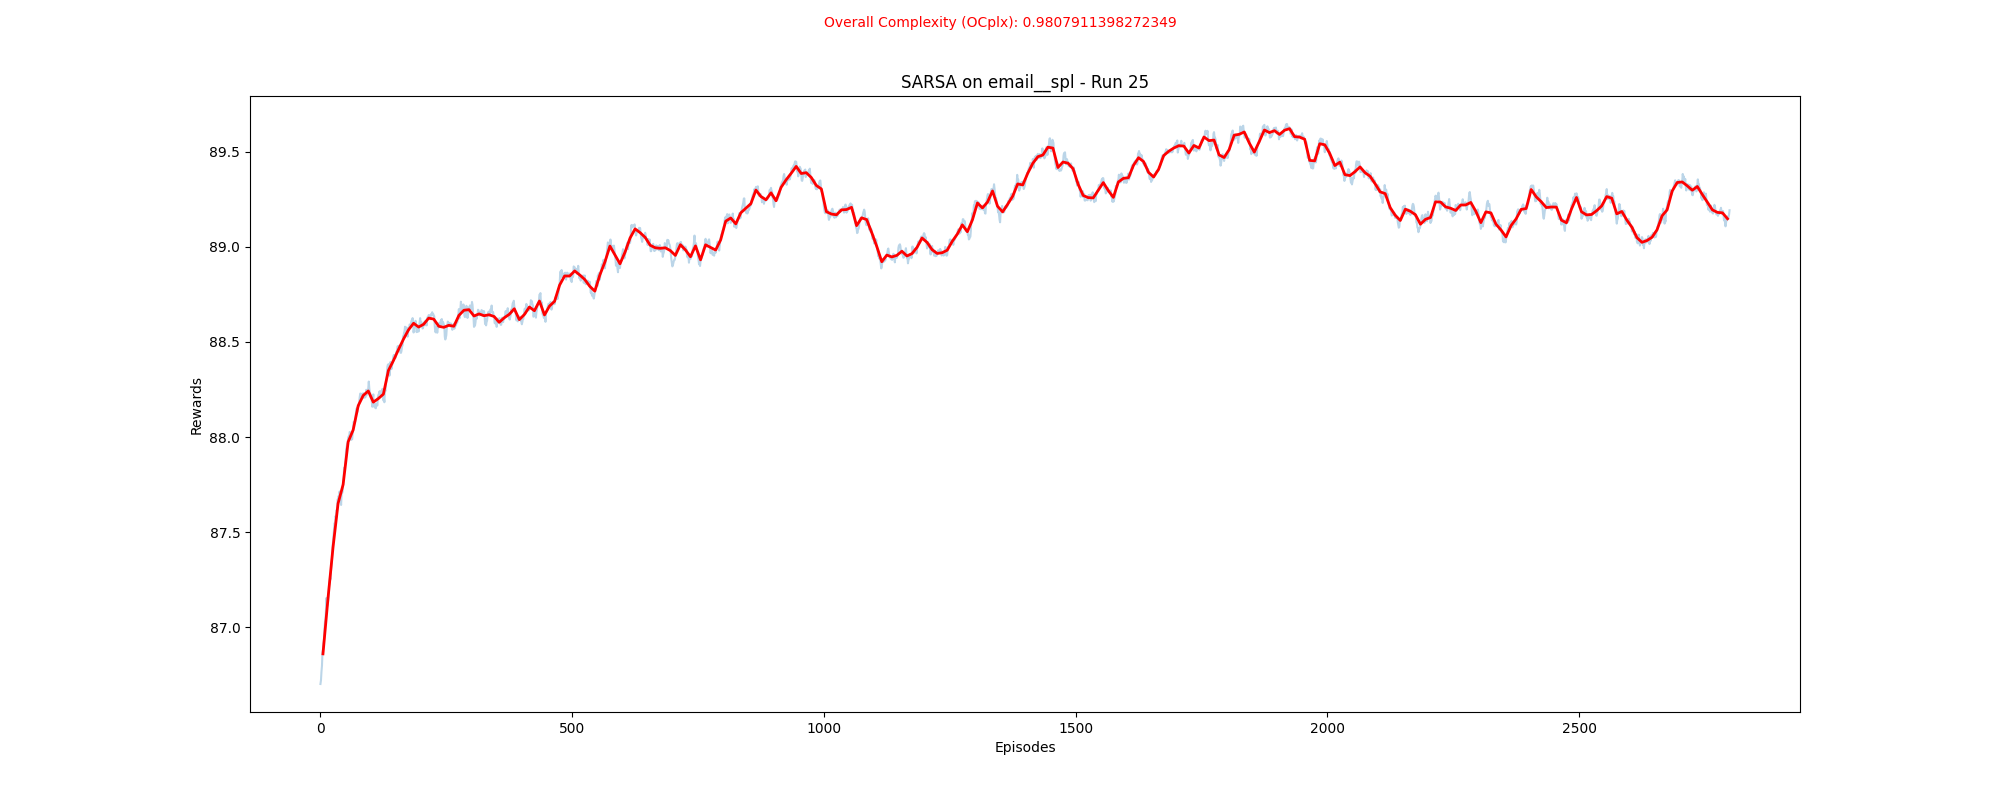 Overall Complexity (OCplx): 0.9807911398272349
SARSA on email__spl - Run 25
89.5
89.0
88.5
88.0
87.5
87.0
Rewards
0 500 1000 1500 2000 2500
Episodes